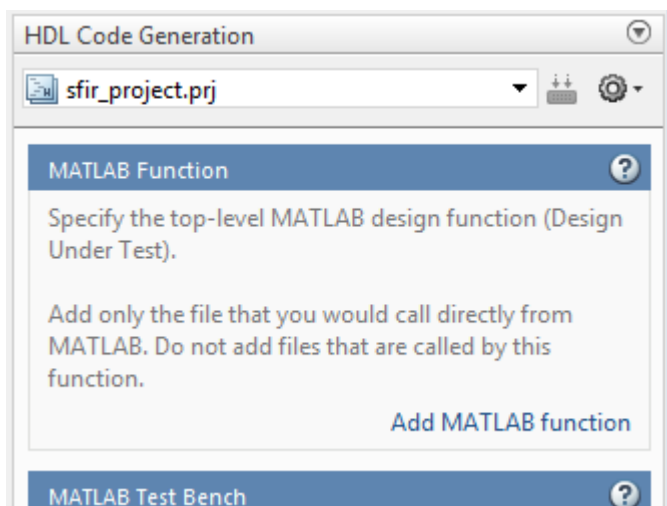 HDL Code Generation
sfir_project.prj
MATLAB Function
Specify the top-level MATLAB design function (Design
Under Test).
Add only the file that you would call directly from
MATLAB. Do not add files that are called by this
function.
Add MATLAB function
MATLAB Test Bench